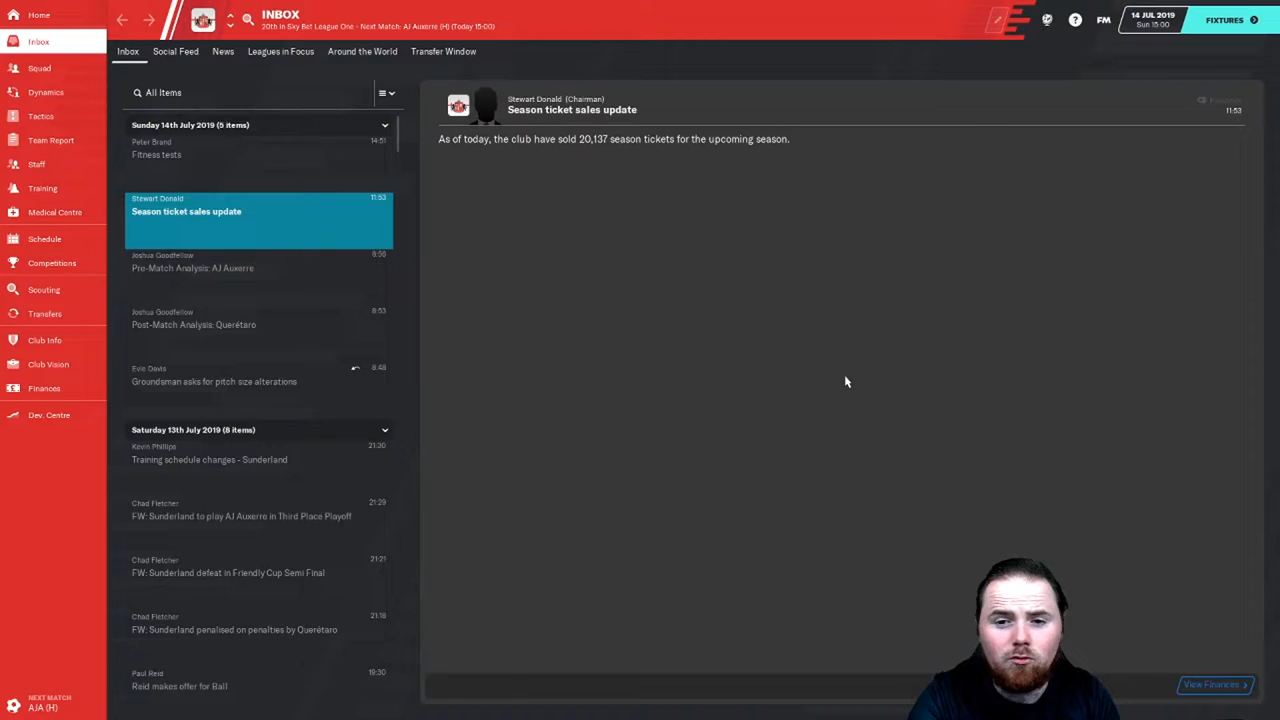 Home
Inbox
Squad
Dynamics
Tactics
Team Report
Staff
Training
Medical Centre
Schedule
Competitions
Scouting
Transfers
Club Info
Club Vision
Finances
Dev. Centre
NEXT MATCH
AJA (H)
INBOX
20th in Sky Bet League One - Next Match: AJ Auxerre (H) (Today 15:00)
FM
14 JUL 2019
Sun 15:00
FIXTURES
Inbox Social Feed News Leagues in Focus Around the World Transfer Window
All Items
Sunday 14th July 2019 (5 items)
Peter Brand 14:51
Fitness tests
Stewart Donald 11:53
Season ticket sales update
Joshua Goodfellow 8:56
Pre-Match Analysis: AJ Auxerre
Joshua Goodfellow 8:53
Post-Match Analysis: Querétaro
Evie Davis 8:48
Groundsman asks for pitch size alterations
Saturday 13th July 2019 (8 items)
Kevin Phillips 21:30
Training schedule changes - Sunderland
Chad Fletcher 21:29
FW: Sunderland to play AJ Auxerre in Third Place Playoff
Chad Fletcher 21:21
FW: Sunderland defeat in Friendly Cup Semi Final
Chad Fletcher 21:18
FW: Sunderland penalised on penalties by Querétaro
Paul Reid 19:30
Reid makes offer for Ball
Stewart Donald (Chairman)
Season ticket sales update
11:53
As of today, the club have sold 20,137 season tickets for the upcoming season.
View Finances